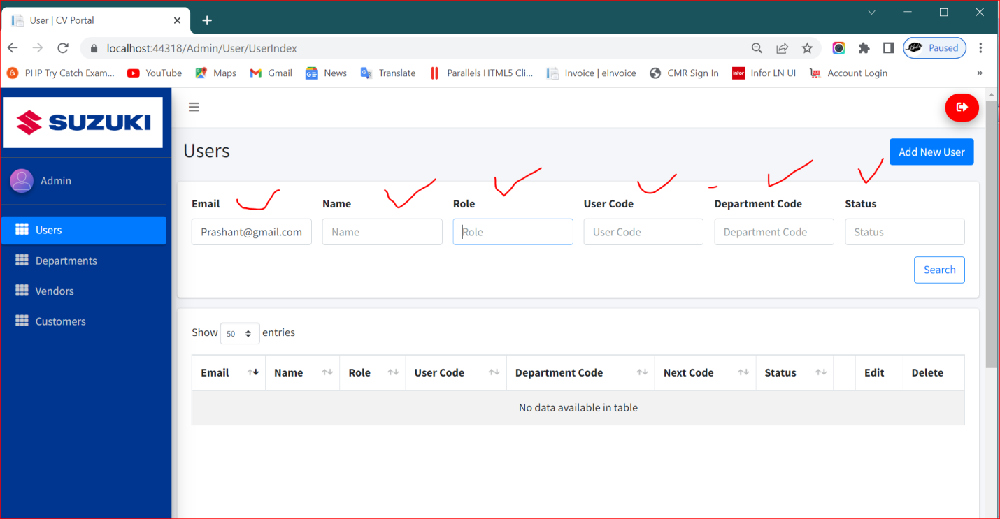 User | CV Portal
localhost:44318/Admin/User/UserIndex
Paused
PHP Try Catch Exam... YouTube Maps Gmail News Translate Parallels HTML5 Cli... Invoice | eInvoice CMR Sign In infor Infor LN UI Account Login »
SUZUKI
Admin
Users
Departments
Vendors
Customers
Users
Add New User
Email Name Role User Code Department Code Status
Prashant@gmail.com Name Role User Code Department Code Status
Search
Show 50 entries
Email Name Role User Code Department Code Next Code Status Edit Delete
No data available in table